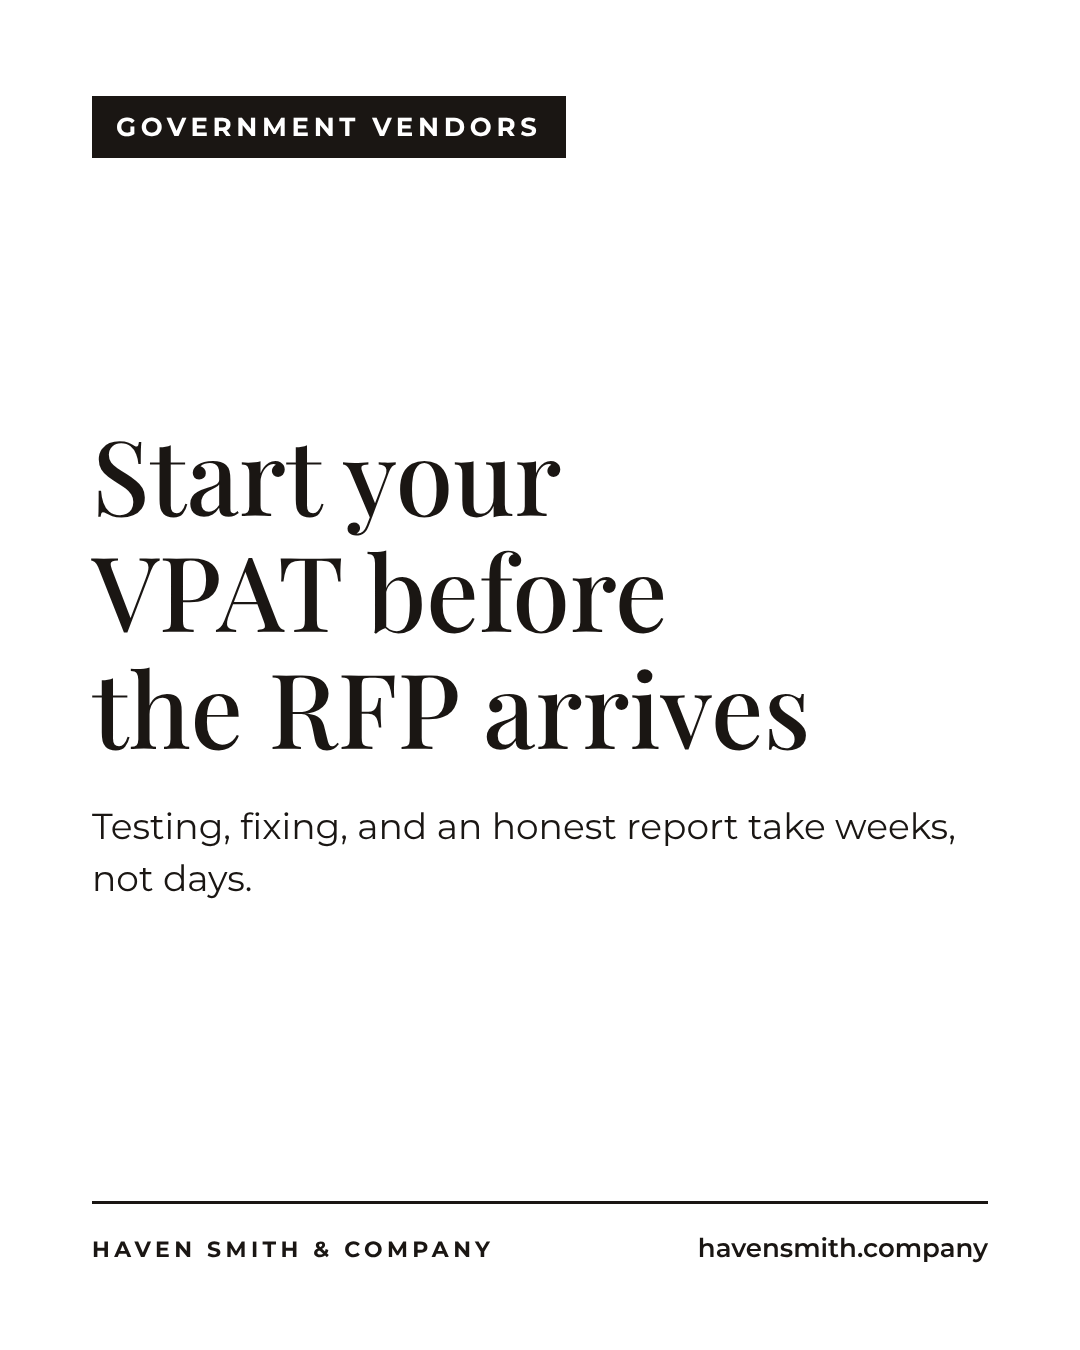 GOVERNMENT VENDORS
Start your
VPAT before
the RFP arrives
Testing, fixing, and an honest report take weeks,
not days.
HAVEN SMITH & COMPANY
havensmith.company